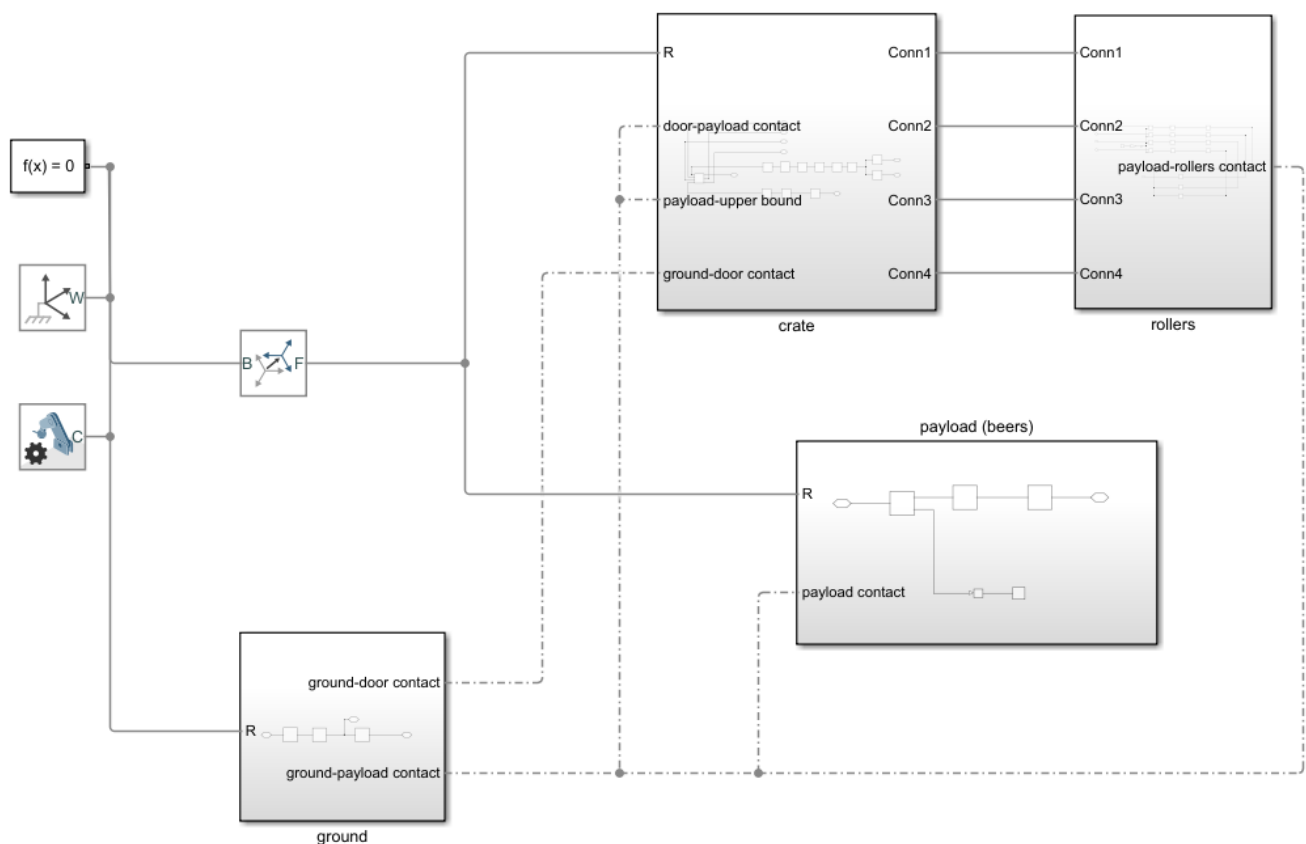 R
Conn1
Conn1
door-payload contact
Conn2
Conn2
f(x) = 0
payload-rollers contact
payload-upper bound
Conn3
Conn3
ground-door contact
Conn4
Conn4
W
crate
rollers
B
F
C
payload (beers)
R
payload contact
ground-door contact
R
ground-payload contact
ground